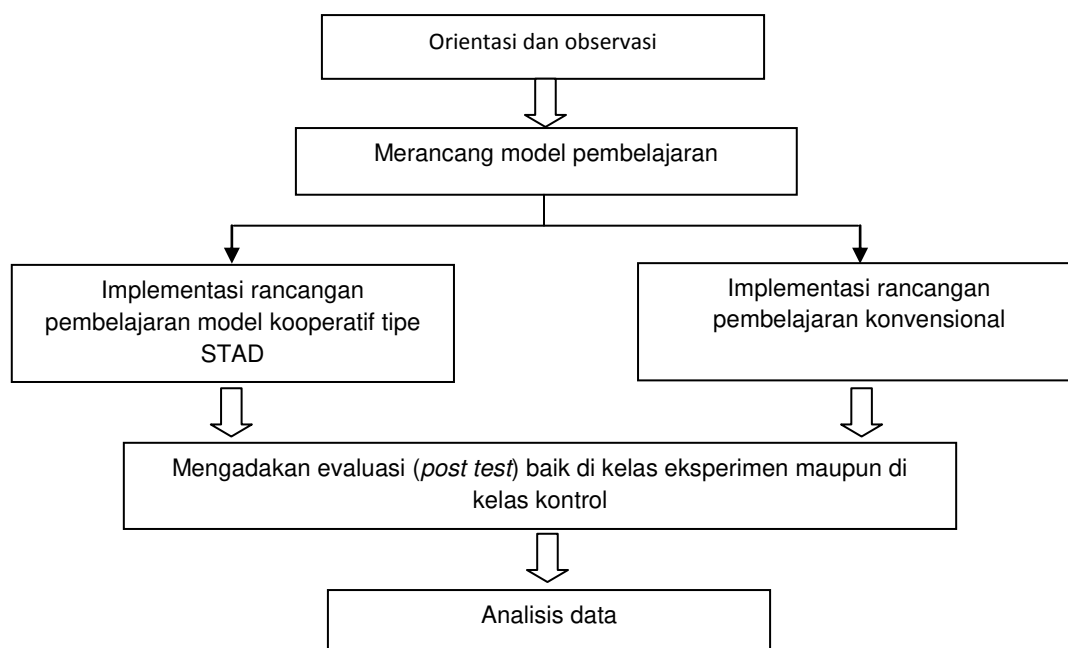 Orientasi dan observasi
Merancang model pembelajaran
Implementasi rancangan
pembelajaran model kooperatif tipe
STAD
Implementasi rancangan
pembelajaran konvensional
Mengadakan evaluasi (post test) baik di kelas eksperimen maupun di
kelas kontrol
Analisis data